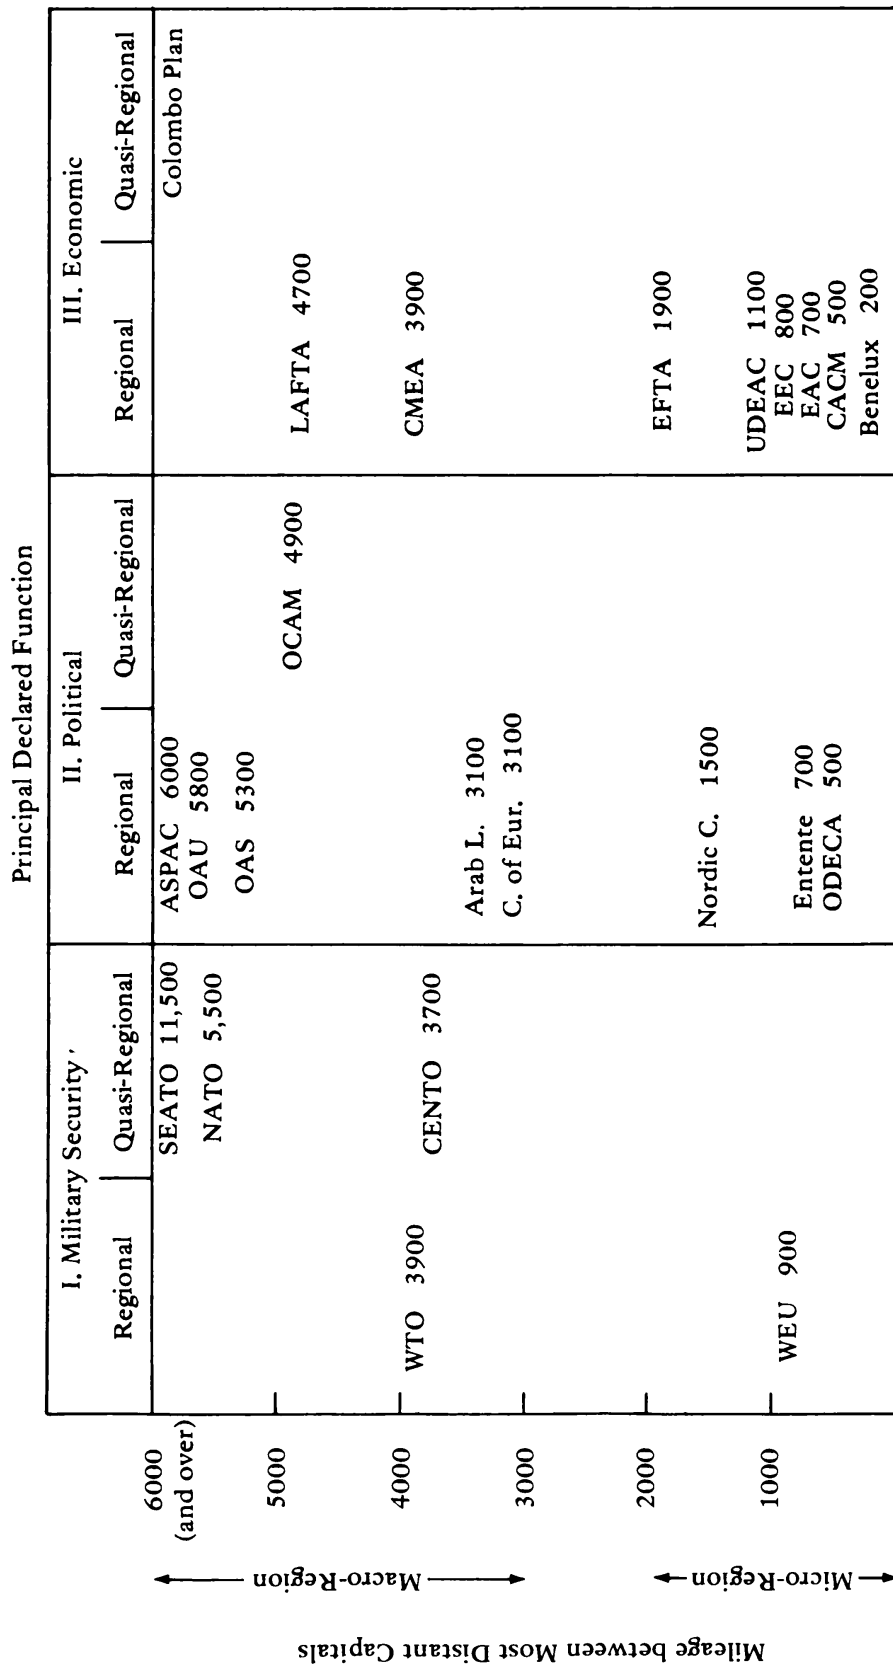 Principal Declared Function
I. Military Security
II. Political
III. Economic
Regional
Quasi-Regional
Regional
Quasi-Regional
Regional
Quasi-Regional
6000
(and over)
5000
4000
3000
2000
1000
Macro-Region
Micro-Region
Mileage between Most Distant Capitals
WTO 3900
WEU 900
SEATO 11,500
NATO 5,500
CENTO 3700
ASPAC 6000
OAU 5800
OAS 5300
Arab L. 3100
C. of Eur. 3100
Nordic C. 1500
Entente 700
ODECA 500
OCAM 4900
LAFTA 4700
CMEA 3900
EFTA 1900
UDEAC 1100
EEC 800
EAC 700
CACM 500
Benelux 200
Colombo Plan